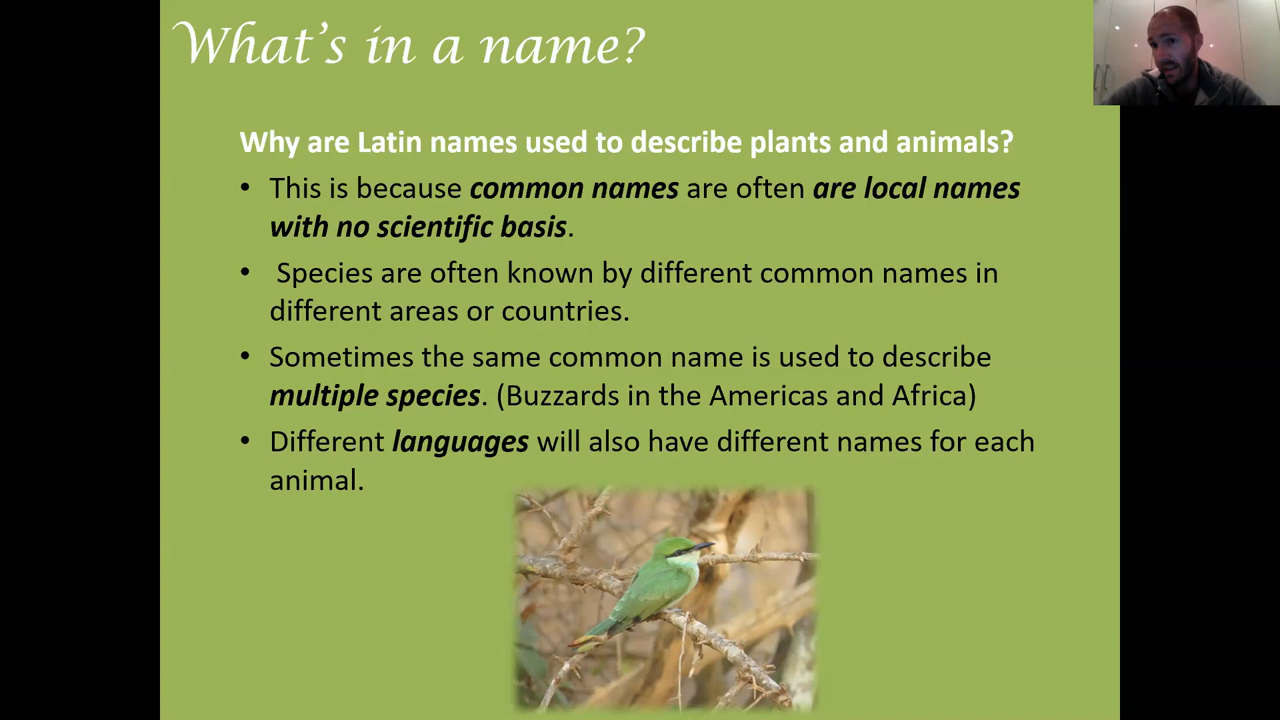 What's in a name?
Why are Latin names used to describe plants and animals?
• This is because common names are often are local names
with no scientific basis.
• Species are often known by different common names in
different areas or countries.
• Sometimes the same common name is used to describe
multiple species. (Buzzards in the Americas and Africa)
• Different languages will also have different names for each
animal.